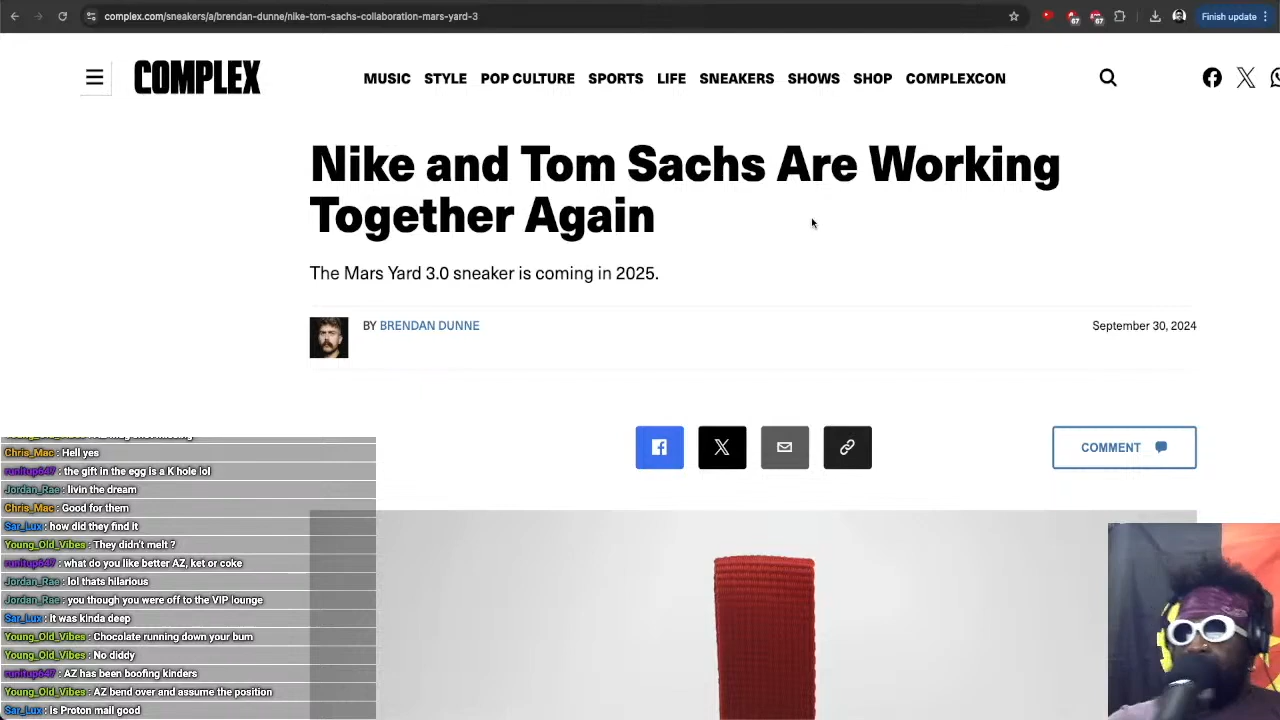 complex.com/sneakers/a/brendan-dunne/nike-tom-sachs-collaboration-mars-yard-3
67
67
Finish update
COMPLEX
MUSIC STYLE POP CULTURE SPORTS LIFE SNEAKERS SHOWS SHOP COMPLEXCON
Nike and Tom Sachs Are Working
Together Again
The Mars Yard 3.0 sneaker is coming in 2025.
BY BRENDAN DUNNE
September 30, 2024
COMMENT
Chris_Mac : Hell yes
runitup647 : the gift in the egg is a K hole lol
Jordan_Rae : livin the dream
Chris_Mac : Good for them
Sar_Lux : how did they find it
Young_Old_Vibes : They didn't melt ?
runitup647 : what do you like better AZ, ket or coke
Jordan_Rae : lol thats hilarious
Jordan_Rae : you though you were off to the VIP lounge
Sar_Lux : It was kinda deep
Young_Old_Vibes : Chocolate running down your bum
Young_Old_Vibes : No diddy
runitup647 : AZ has been boofing kinders
Young_Old_Vibes : AZ bend over and assume the position
Sar_Lux : Is Proton mail good